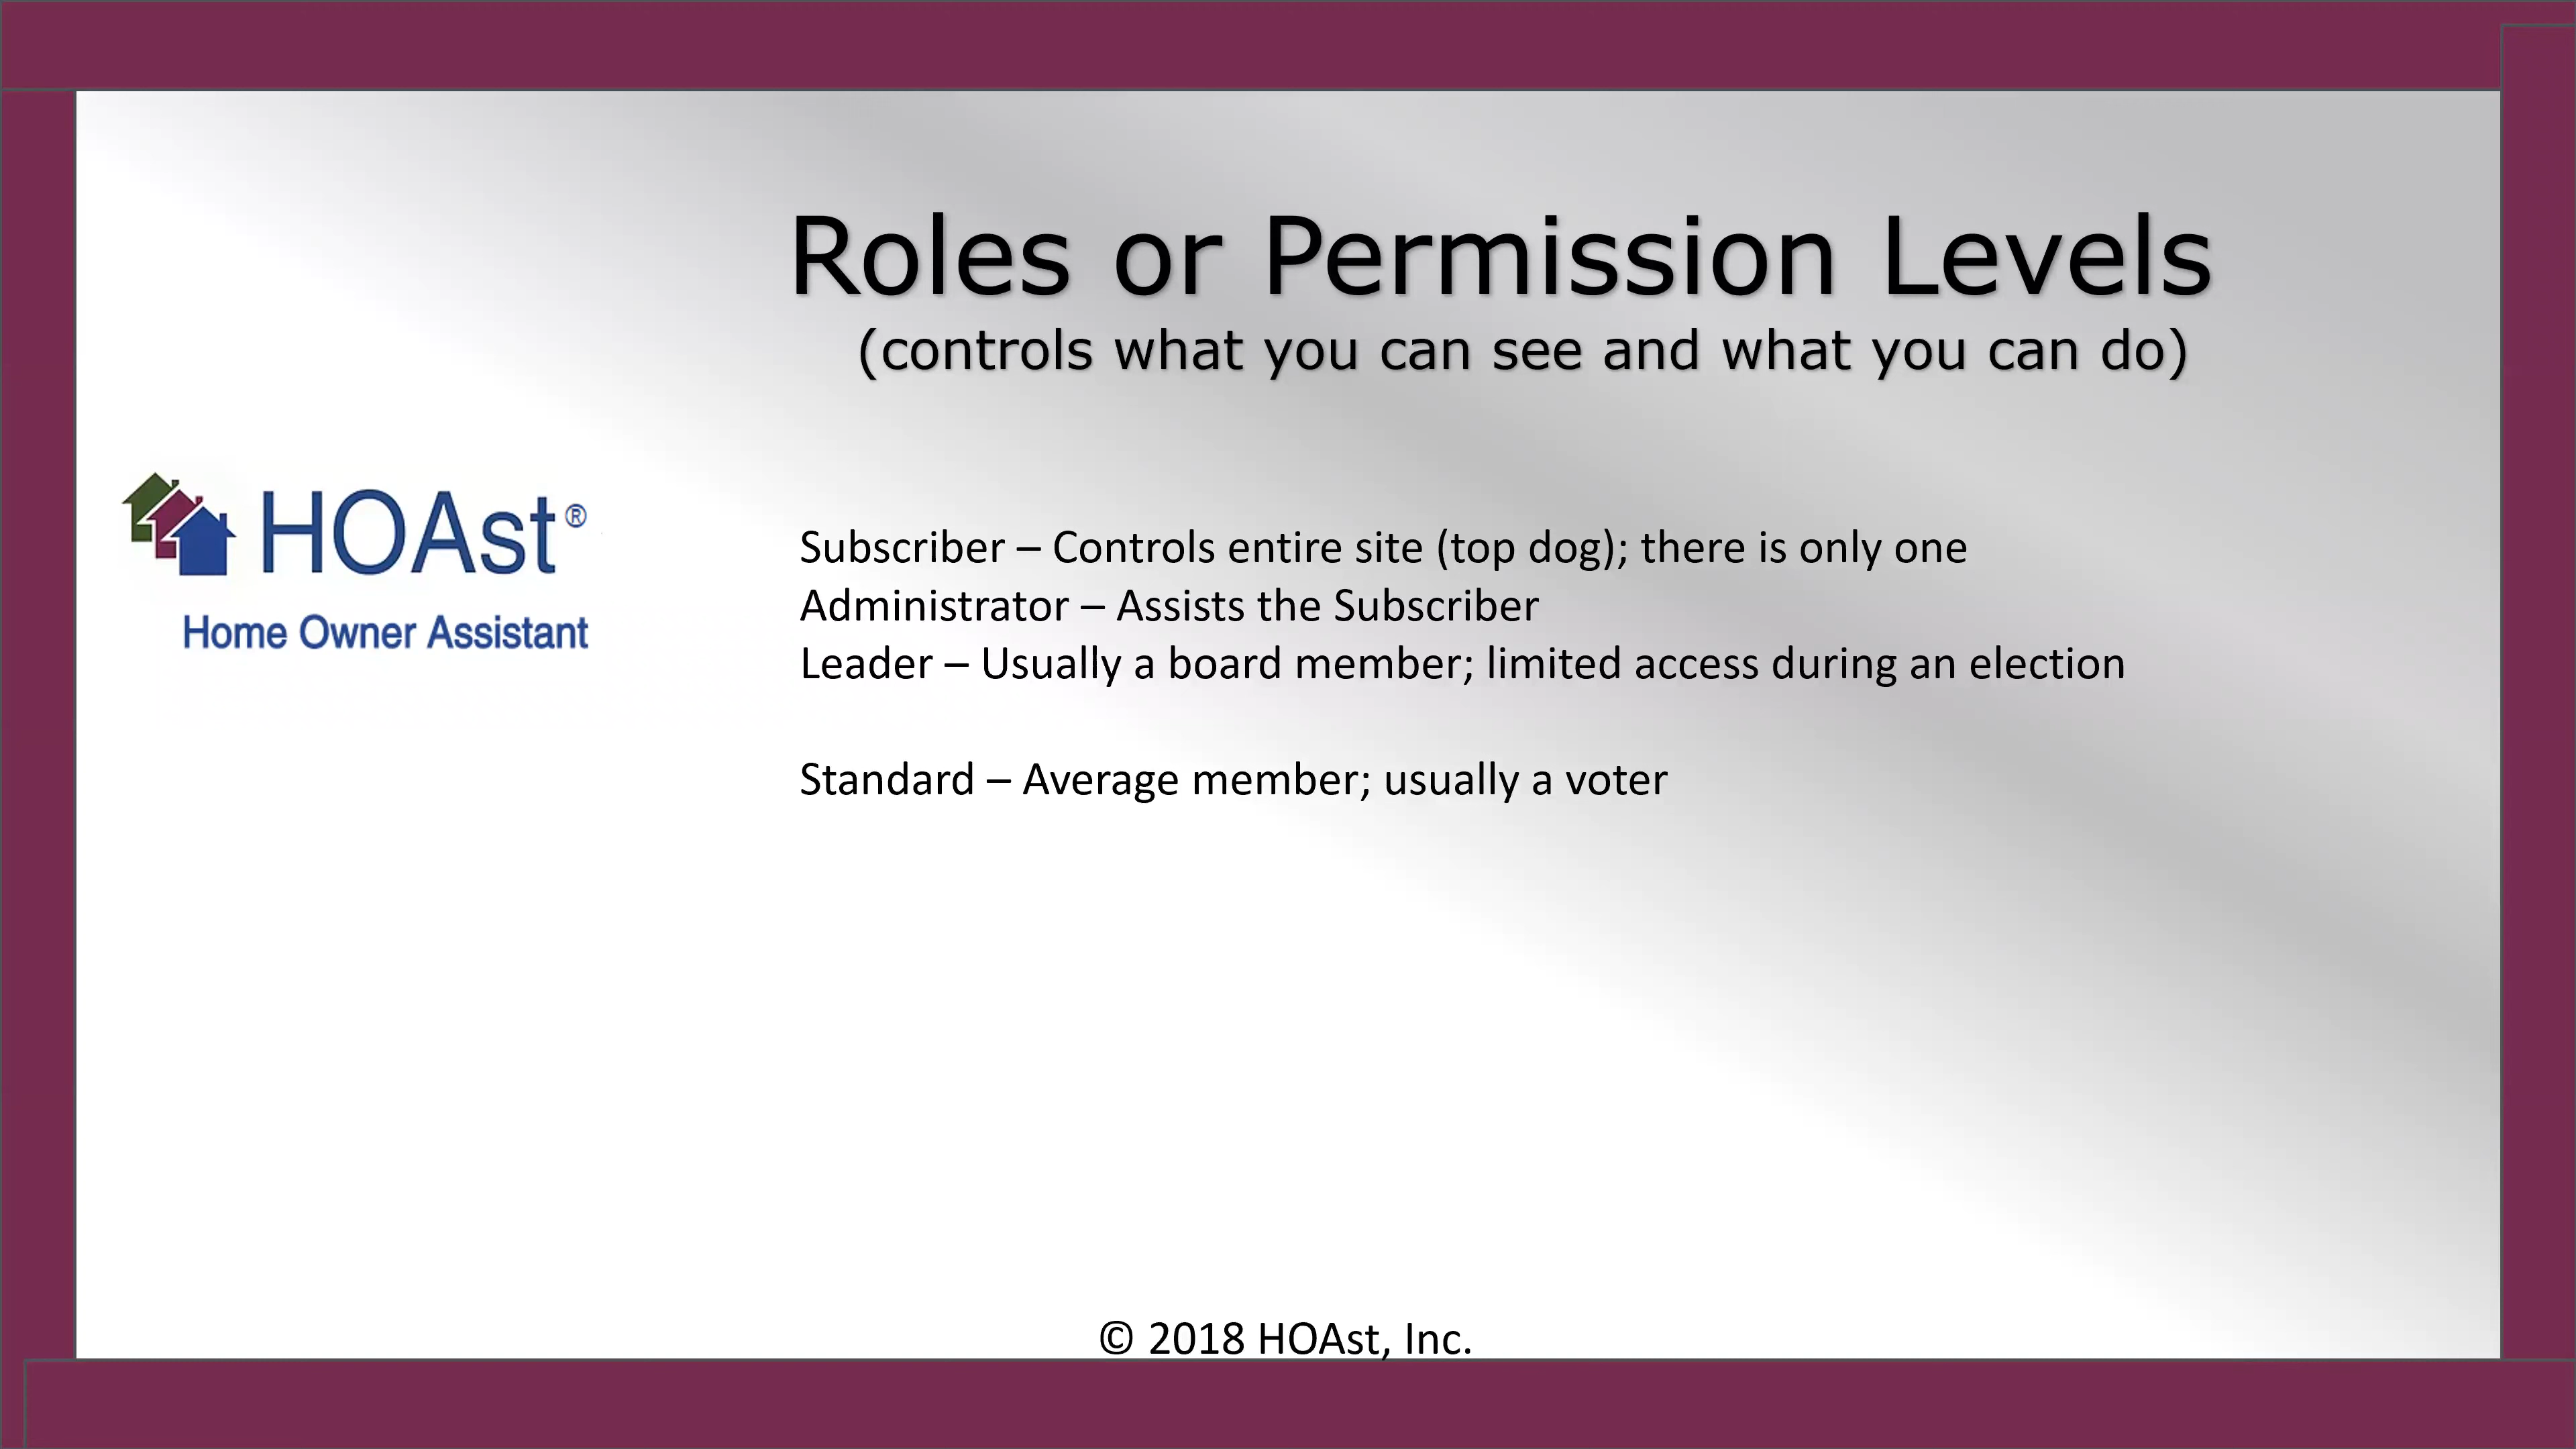 Roles or Permission Levels
(controls what you can see and what you can do)
HOAst®
Home Owner Assistant
Subscriber – Controls entire site (top dog); there is only one
Administrator – Assists the Subscriber
Leader – Usually a board member; limited access during an election
Standard – Average member; usually a voter
© 2018 HOAst, Inc.